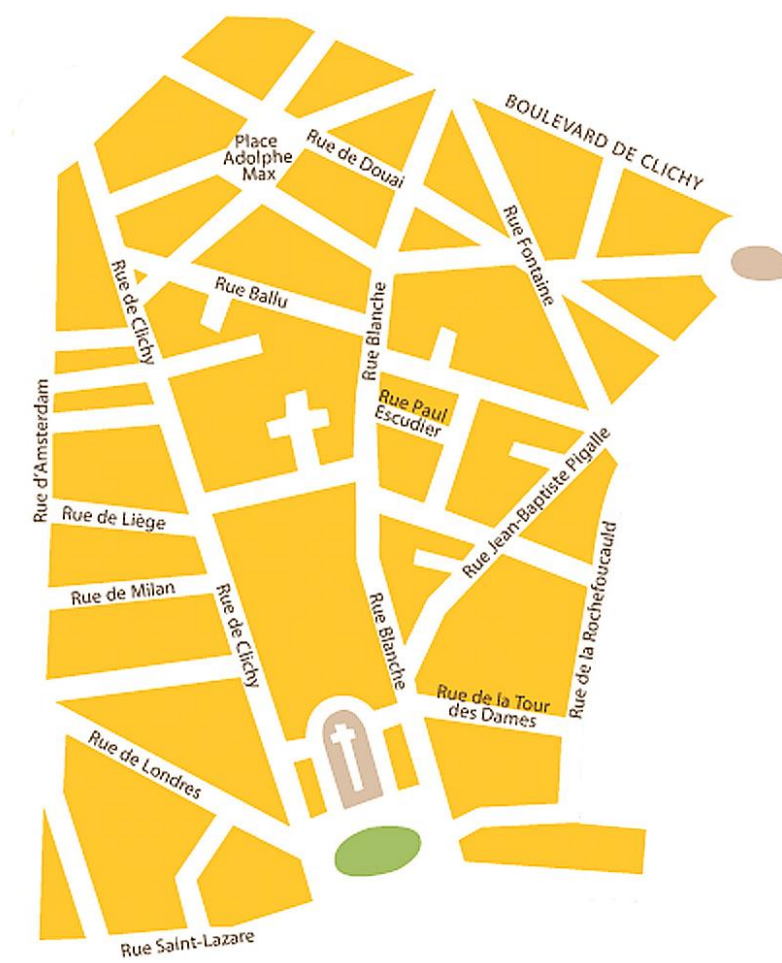 BOULEVARD DE CLICHY
Place
Adolphe
Max
Rue de Douai
Rue Fontaine
Rue de Clichy
Rue Ballu
Rue Blanche
Rue d'Amsterdam
Rue Paul
Escudier
Rue Jean-Baptiste Pigalle
Rue de Liège
Rue de la Rochefoucauld
Rue de Milan
Rue de Clichy
Rue Blanche
Rue de la Tour
des Dames
Rue de Londres
Rue Saint-Lazare